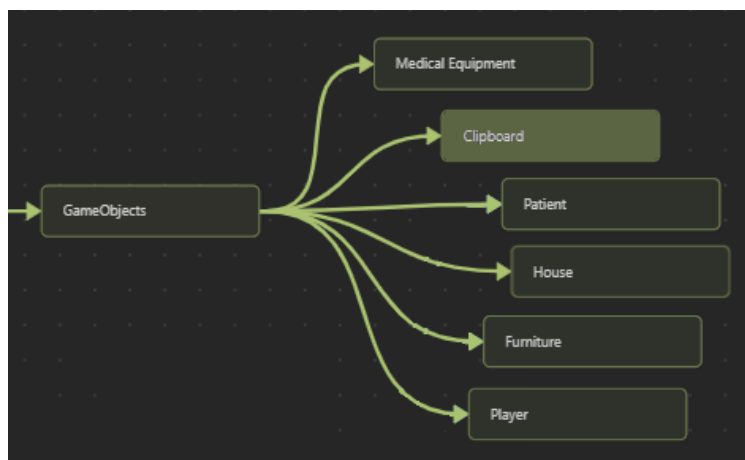 Medical Equipment
Clipboard
GameObjects
Patient
House
Furniture
Player